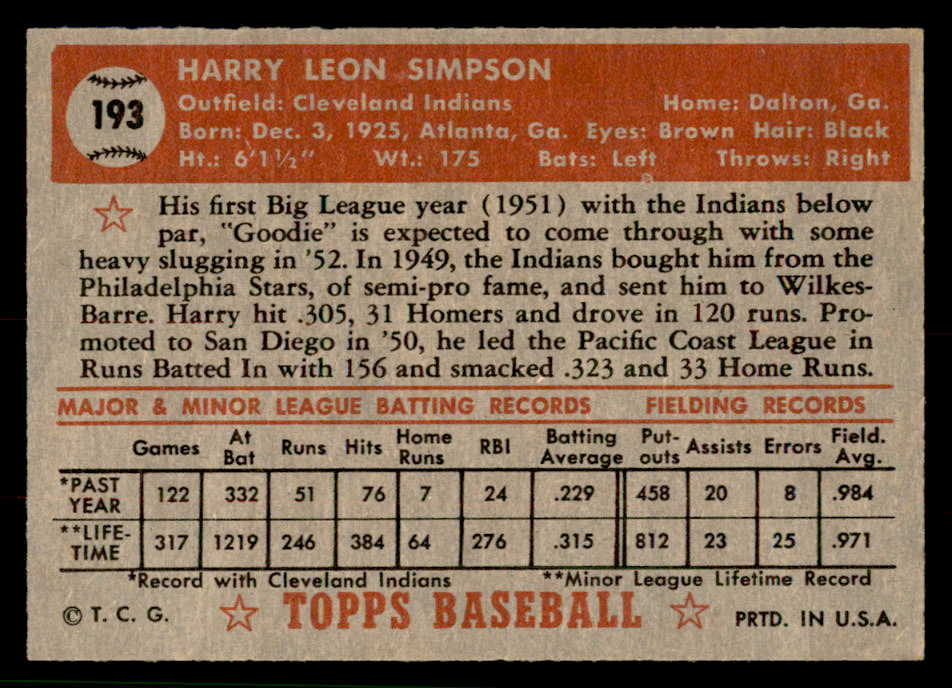 193
HARRY LEON SIMPSON
Outfield: Cleveland Indians Home: Dalton, Ga.
Born: Dec. 3, 1925, Atlanta, Ga. Eyes: Brown Hair: Black
Ht.: 6'1½" Wt.: 175 Bats: Left Throws: Right
His first Big League year (1951) with the Indians below
par, "Goodie" is expected to come through with some
heavy slugging in '52. In 1949, the Indians bought him from the
Philadelphia Stars, of semi-pro fame, and sent him to Wilkes-
Barre. Harry hit .305, 31 Homers and drove in 120 runs. Pro-
moted to San Diego in '50, he led the Pacific Coast League in
Runs Batted In with 156 and smacked .323 and 33 Home Runs.
MAJOR & MINOR LEAGUE BATTING RECORDS FIELDING RECORDS
Games At Bat Runs Hits Home Runs RBI Batting Average Put-outs Assists Errors Field. Avg.
*PAST YEAR 122 332 51 76 7 24 .229 458 20 8 .984
**LIFE-TIME 317 1219 246 384 64 276 .315 812 23 25 .971
*Record with Cleveland Indians **Minor League Lifetime Record
© T. C. G. TOPPS BASEBALL PRTD. IN U.S.A.